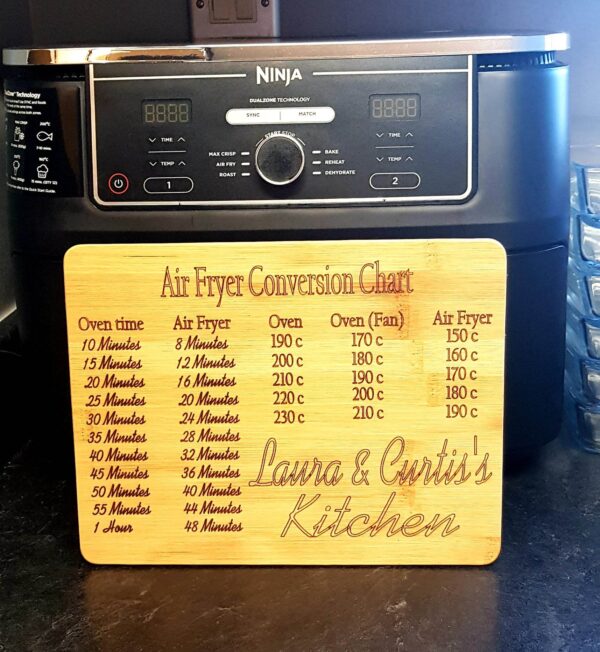 NINJA
DUALZONE TECHNOLOGY
SYNC MATCH
START STOP
TIME
TEMP
1
MAX CRISP
AIR FRY
ROAST
BAKE
REHEAT
DEHYDRATE
TIME
TEMP
2
Air Fryer Conversion Chart
Oven time Air Fryer Oven Oven (Fan) Air Fryer
10 Minutes 8 Minutes 190 c 170 c 150 c
15 Minutes 12 Minutes 200 c 180 c 160 c
20 Minutes 16 Minutes 210 c 190 c 170 c
25 Minutes 20 Minutes 220 c 200 c 180 c
30 Minutes 24 Minutes 230 c 210 c 190 c
35 Minutes 28 Minutes
40 Minutes 32 Minutes
45 Minutes 36 Minutes
50 Minutes 40 Minutes
55 Minutes 44 Minutes
1 Hour 48 Minutes
Laura & Curtis's
Kitchen